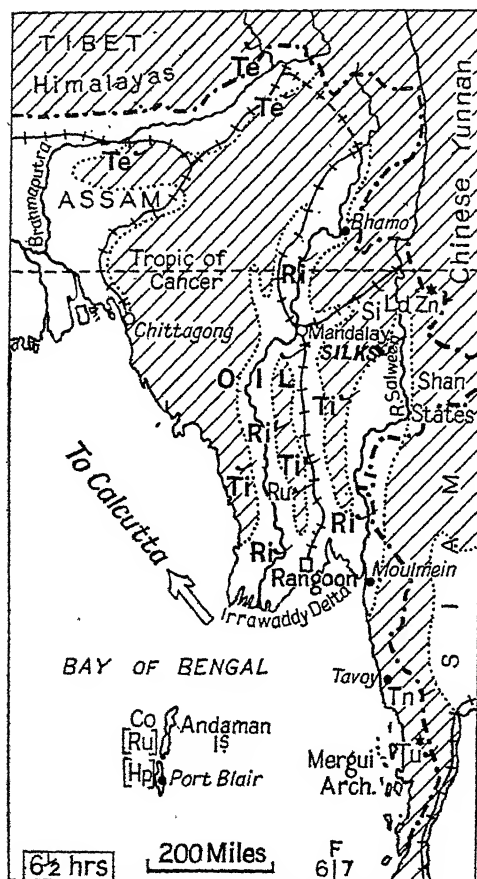 TIBET
Himalayas
Te
Te
Te
ASSAM
Brahmaputra
Chinese Yunnan
Bhamo
Tropic of
Cancer
Ri
Chittagong
Mandalay
Si
Ld Zn
*
SILKS
R. Salween
Shan
States
O I L
Ri
Ti
Ti
Ti
Ru
Ri
Ri
To Calcutta
Rangoon
Moulmein
Irrawaddy Delta
SIAM
BAY OF BENGAL
Tavoy
Tn
Tu
*
Co
[Ru]
[Hp]
Andaman
IS
Port Blair
Mergui
Arch.
6½ hrs
200 Miles
F
6|7